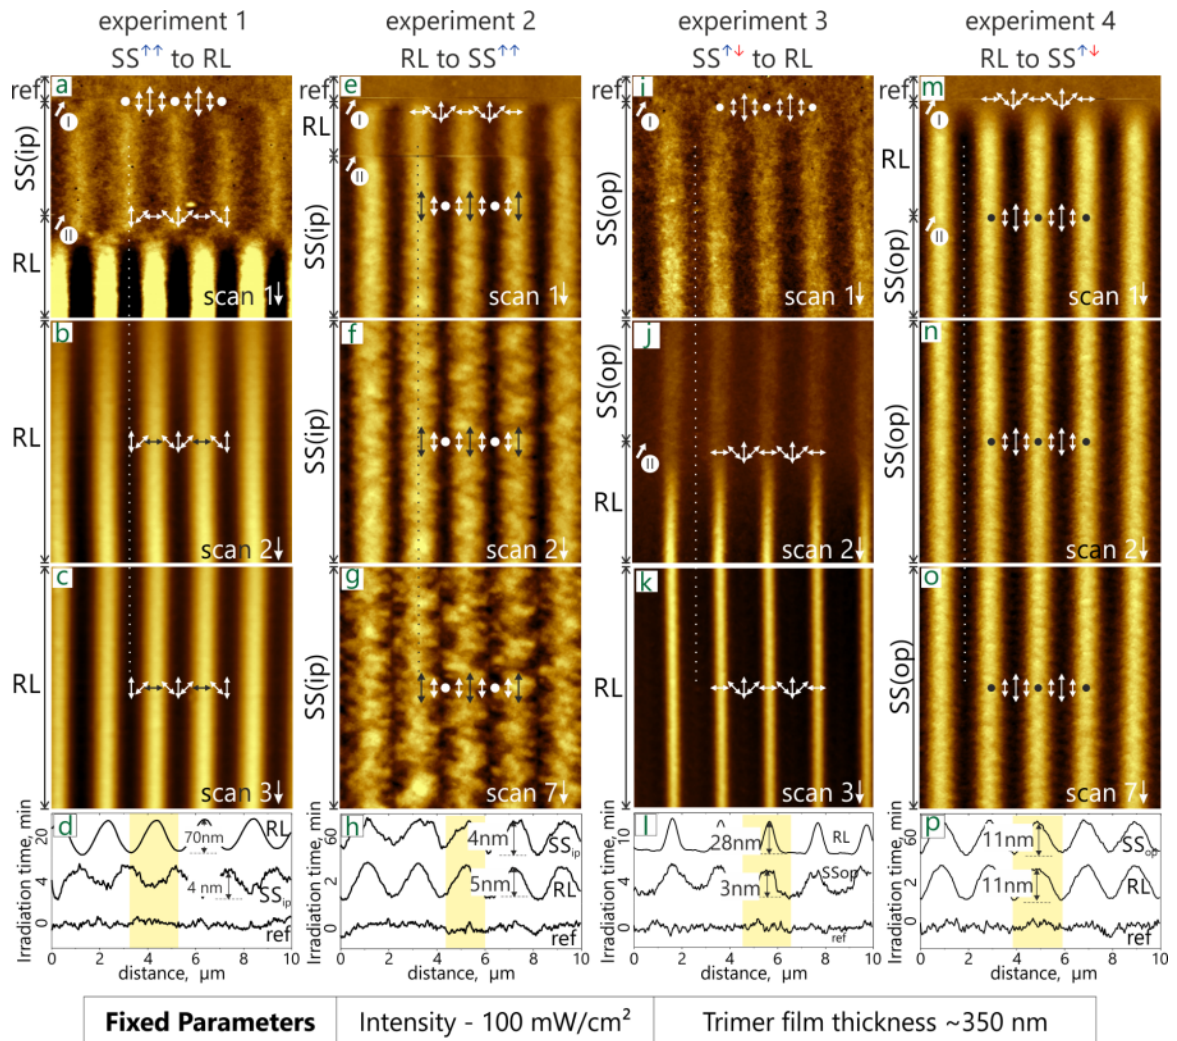 experiment 1
SS↑↑ to RL
experiment 2
RL to SS↑↑
experiment 3
SS↑↓ to RL
experiment 4
RL to SS↑↓
ref
SS(ip)
RL
a
I
II
scan 1↓
RL
b
scan 2↓
RL
c
scan 3↓
RL
SS(ip)
e
I
II
scan 1↓
SS(ip)
f
scan 2↓
SS(ip)
g
scan 7↓
ref
SS(op)
i
I
scan 1↓
SS(op)
RL
j
II
scan 2↓
RL
k
scan 3↓
RL
SS(op)
m
I
II
scan 1↓
SS(op)
n
scan 2↓
SS(op)
o
scan 7↓
Irradiation time, min
0 4 20
d
RL
70nm
SSip
4 nm
ref
0 2 4 6 8 10
distance, μm
Irradiation time, min
0 2 60
h
4nm
SSip
5nm
RL
ref
0 2 4 6 8 10
distance, μm
Irradiation time, min
0 4 10
l
28nm
RL
SSop
3nm
ref
0 2 4 6 8 10
distance, μm
Irradiation time, min
0 2 60
p
11nm
SSop
11nm
RL
ref
0 2 4 6 8 10
distance, μm
Fixed Parameters
Intensity - 100 mW/cm²
Trimer film thickness ~350 nm